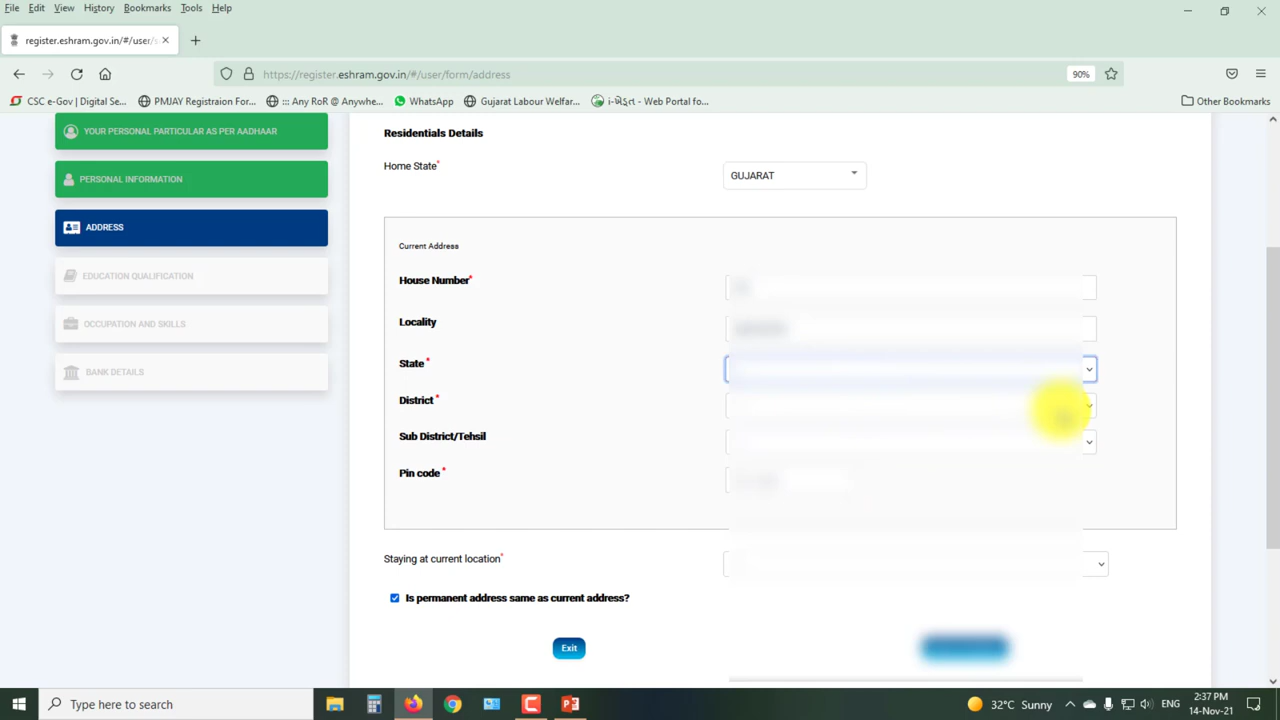 File Edit View History Bookmarks Tools Help
register.eshram.gov.in/#/user/
https://register.eshram.gov.in/#/user/form/address
90%
CSC e-Gov | Digital Se...
PMJAY Registraion For...
::: Any RoR @ Anywhe...
WhatsApp
Gujarat Labour Welfar...
i-ખેડૂત - Web Portal fo...
Other Bookmarks
YOUR PERSONAL PARTICULAR AS PER AADHAAR
PERSONAL INFORMATION
ADDRESS
EDUCATION QUALIFICATION
OCCUPATION AND SKILLS
BANK DETAILS
Residentials Details
Home State*
GUJARAT
Current Address
House Number*
Locality
State *
District *
Sub District/Tehsil
Pin code *
Staying at current location*
Is permanent address same as current address?
Exit
Type here to search
32°C Sunny
ENG
2:37 PM
14-Nov-21